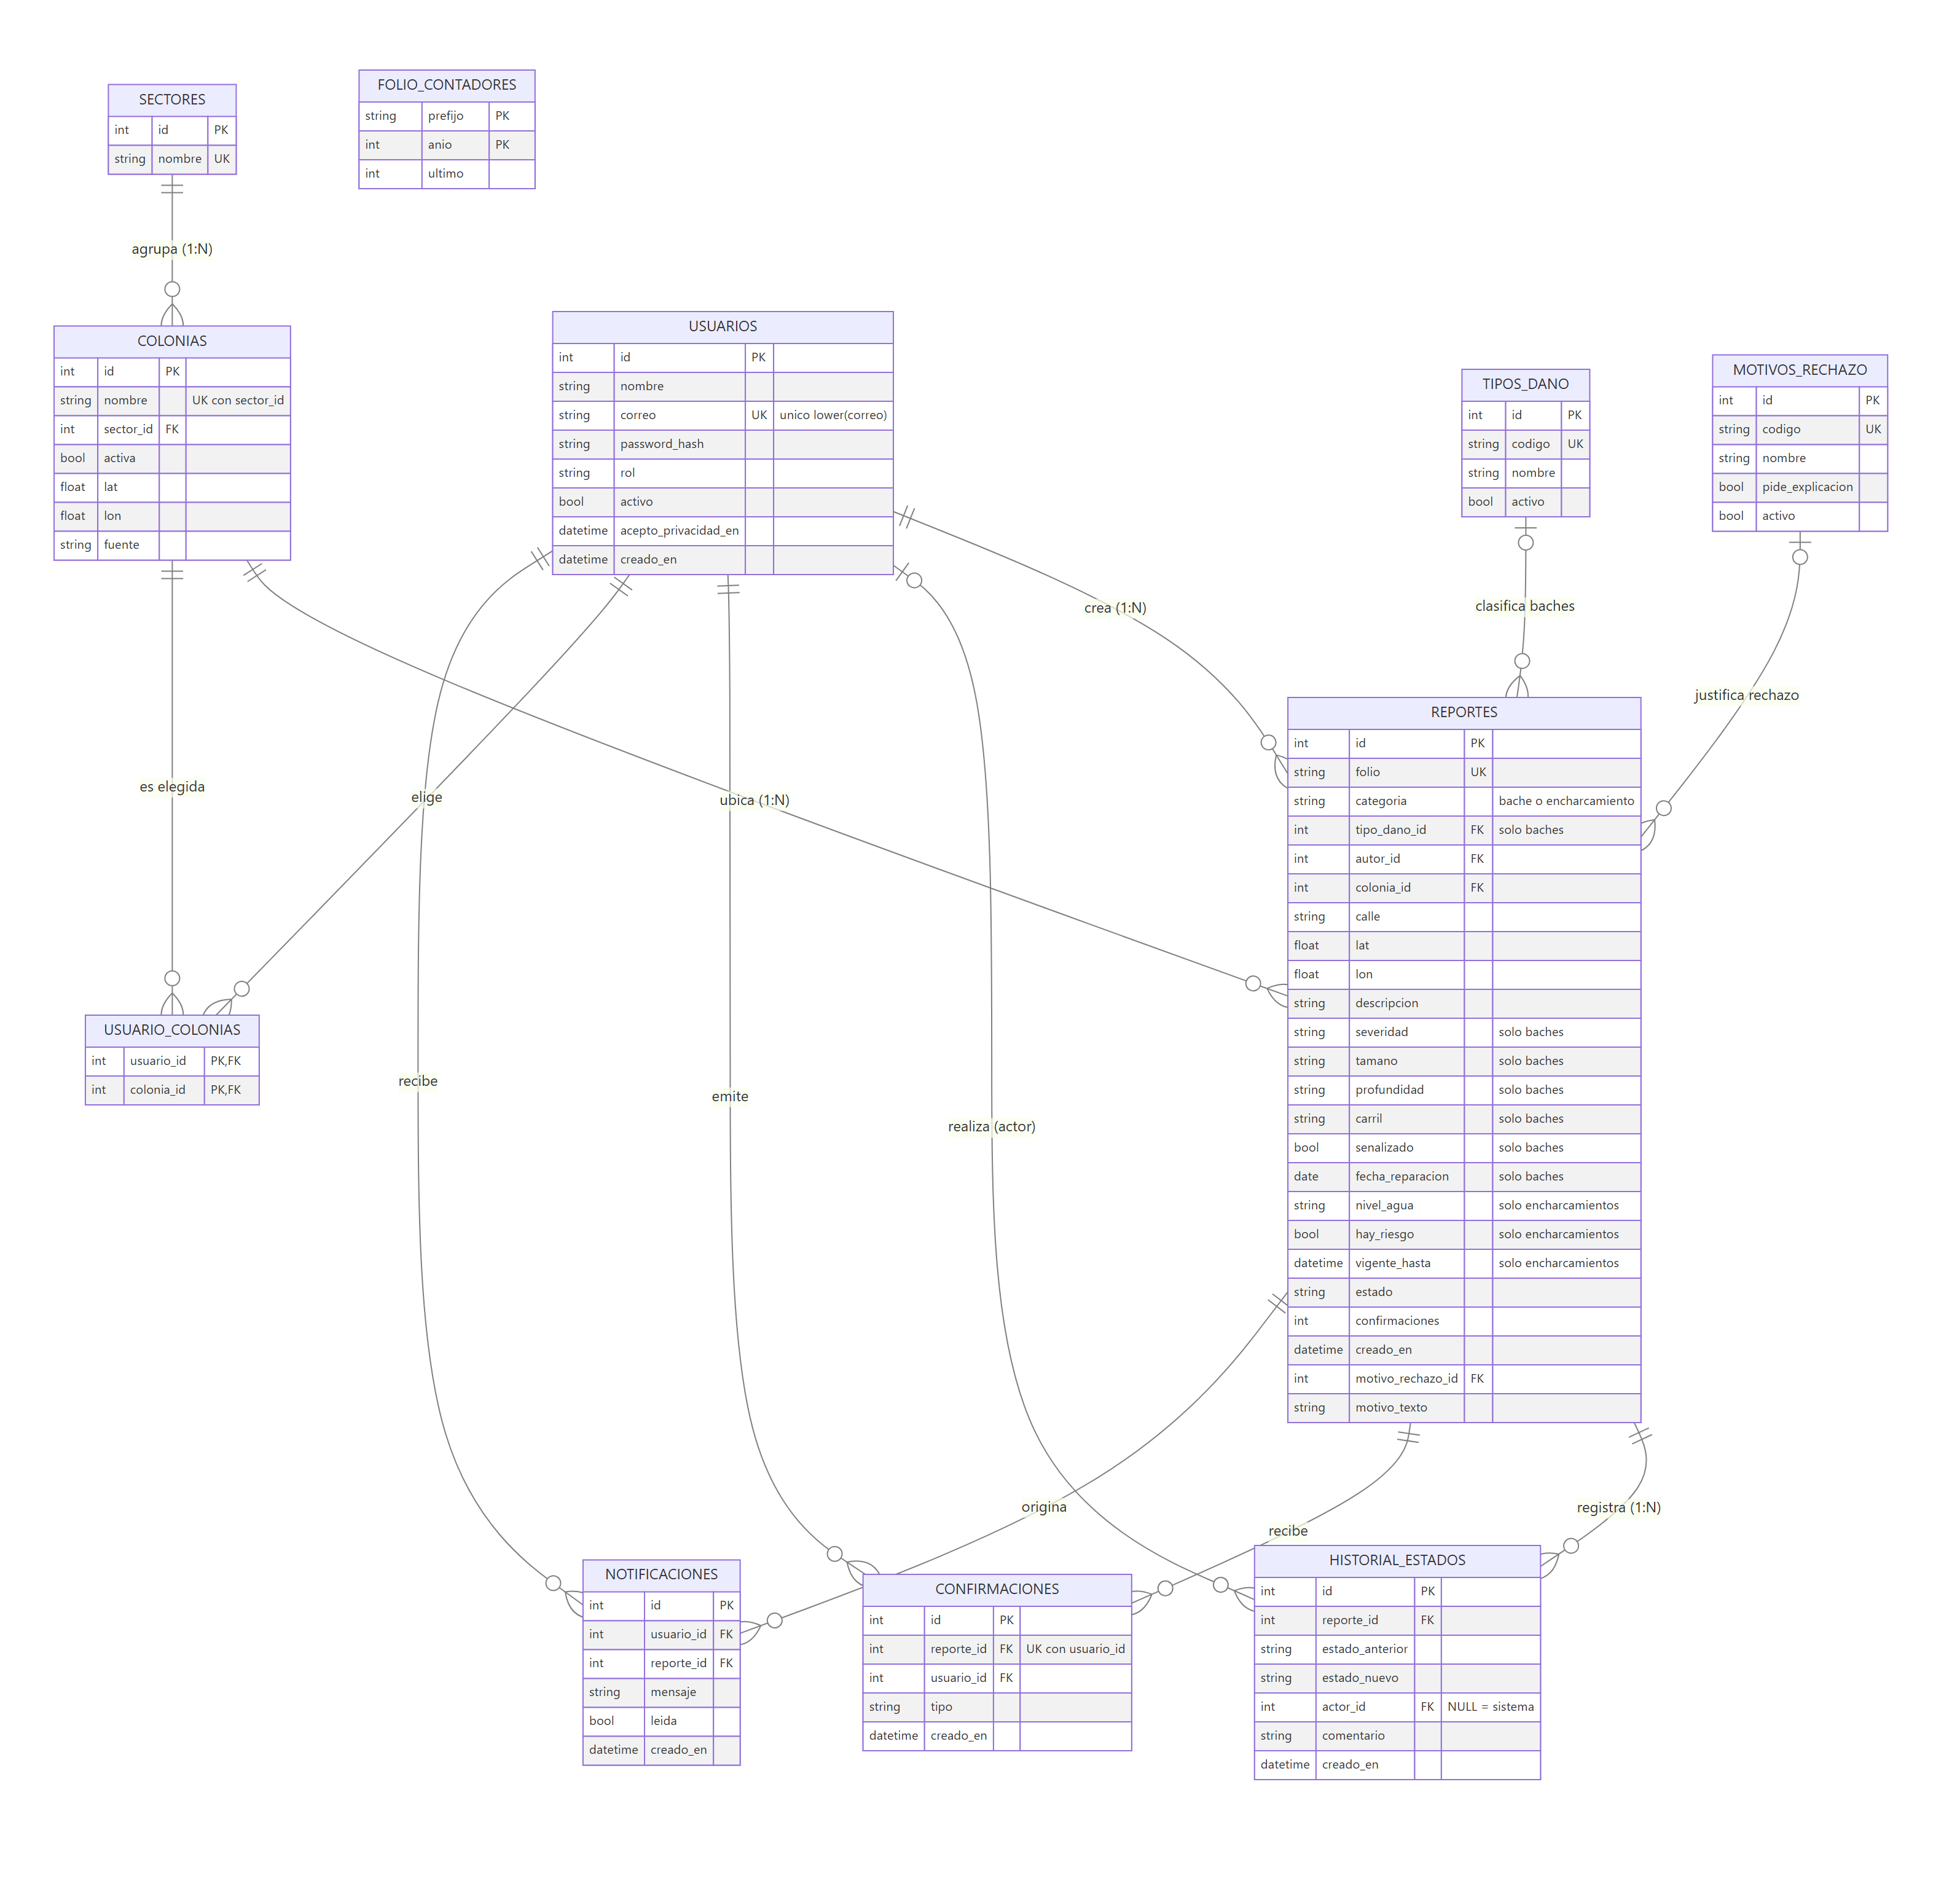 SECTORES
int id PK
string nombre UK
FOLIO_CONTADORES
string prefijo PK
int anio PK
int ultimo
agrupa (1:N)
COLONIAS
int id PK
string nombre UK con sector_id
int sector_id FK
bool activa
float lat
float lon
string fuente
USUARIOS
int id PK
string nombre
string correo UK unico lower(correo)
string password_hash
string rol
bool activo
datetime acepto_privacidad_en
datetime creado_en
TIPOS_DANO
int id PK
string codigo UK
string nombre
bool activo
MOTIVOS_RECHAZO
int id PK
string codigo UK
string nombre
bool pide_explicacion
bool activo
crea (1:N)
clasifica baches
justifica rechazo
es elegida
elige
ubica (1:N)
REPORTES
int id PK
string folio UK
string categoria bache o encharcamiento
int tipo_dano_id FK solo baches
int autor_id FK
int colonia_id FK
string calle
float lat
float lon
string descripcion
string severidad solo baches
string tamano solo baches
string profundidad solo baches
string carril solo baches
bool senalizado solo baches
date fecha_reparacion solo baches
string nivel_agua solo encharcamientos
bool hay_riesgo solo encharcamientos
datetime vigente_hasta solo encharcamientos
string estado
int confirmaciones
datetime creado_en
int motivo_rechazo_id FK
string motivo_texto
USUARIO_COLONIAS
int usuario_id PK,FK
int colonia_id PK,FK
recibe
emite
realiza (actor)
origina
recibe
registra (1:N)
NOTIFICACIONES
int id PK
int usuario_id FK
int reporte_id FK
string mensaje
bool leida
datetime creado_en
CONFIRMACIONES
int id PK
int reporte_id FK UK con usuario_id
int usuario_id FK
string tipo
datetime creado_en
HISTORIAL_ESTADOS
int id PK
int reporte_id FK
string estado_anterior
string estado_nuevo
int actor_id FK NULL = sistema
string comentario
datetime creado_en